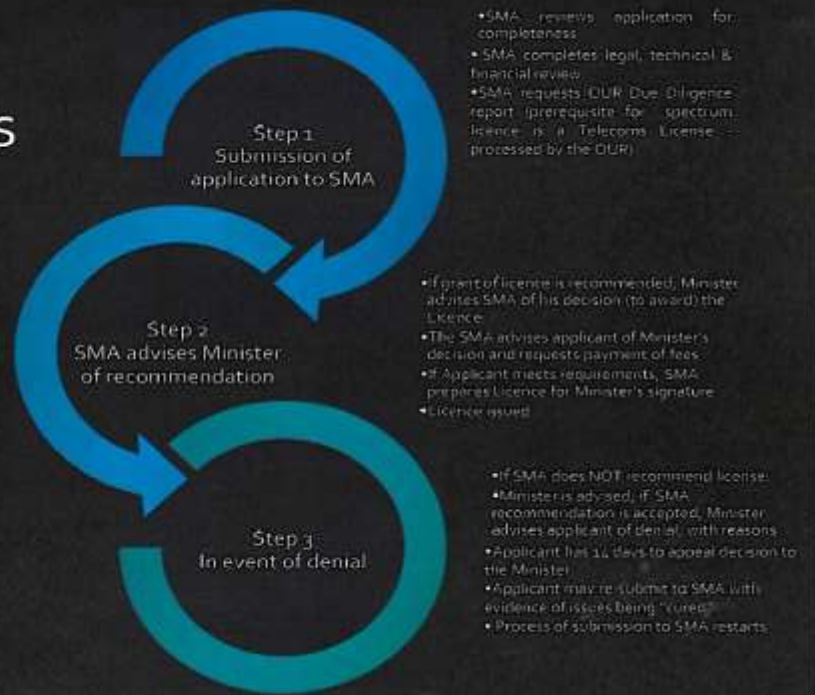 s
Step 1
Submission of
application to SMA
•SMA reviews application for
completeness
•SMA completes legal, technical &
financial review
•SMA requests OUR Due Diligence
report (prerequisite for spectrum
licence is a Telecoms License -
processed by the OUR)
Step 2
SMA advises Minister
of recommendation
•If grant of licence is recommended, Minister
advises SMA of his decision (to award) the
Licence
•The SMA advises applicant of Minister's
decision and requests payment of fees
•If Applicant meets requirements, SMA
prepares Licence for Minister's signature
•Licence issued
Step 3
In event of denial
•If SMA does NOT recommend license:
•Minister is advised, if SMA
recommendation is accepted, Minister
advises applicant of denial, with reasons
•Applicant has 14 days to appeal decision to
the Minister
•Applicant may re-submit to SMA with
evidence of issues being "cured"
•Process of submission to SMA restarts